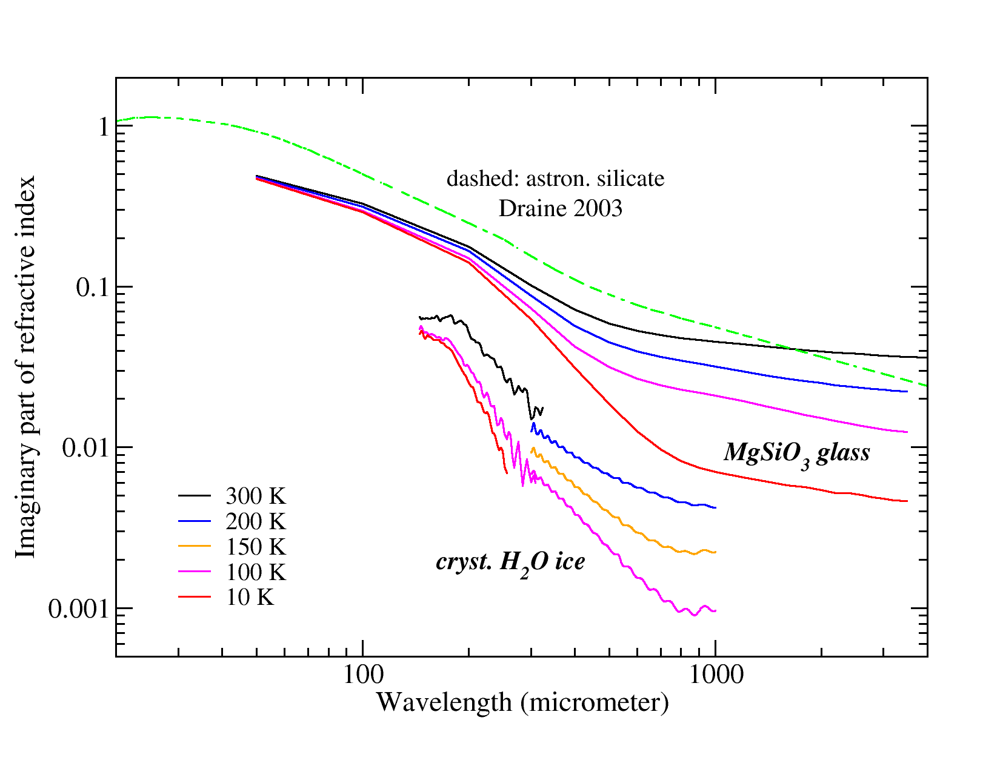 1
0.1
0.01
0.001
Imaginary part of refractive index
dashed: astron. silicate
Draine 2003
MgSiO3 glass
cryst. H2O ice
300 K
200 K
150 K
100 K
10 K
100
1000
Wavelength (micrometer)